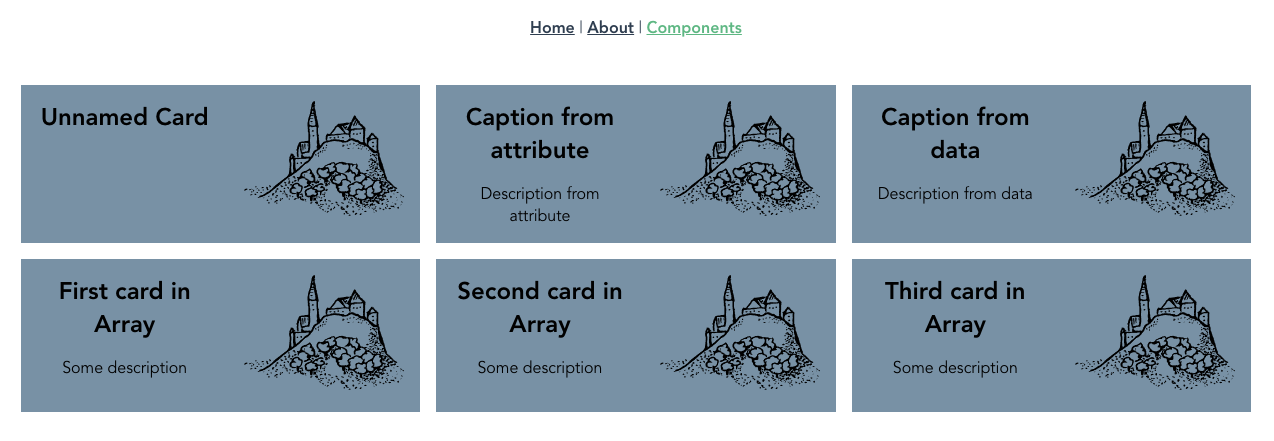 Home | About | Components
Unnamed Card
Caption from
attribute
Description from
attribute
Caption from
data
Description from data
First card in
Array
Some description
Second card in
Array
Some description
Third card in
Array
Some description